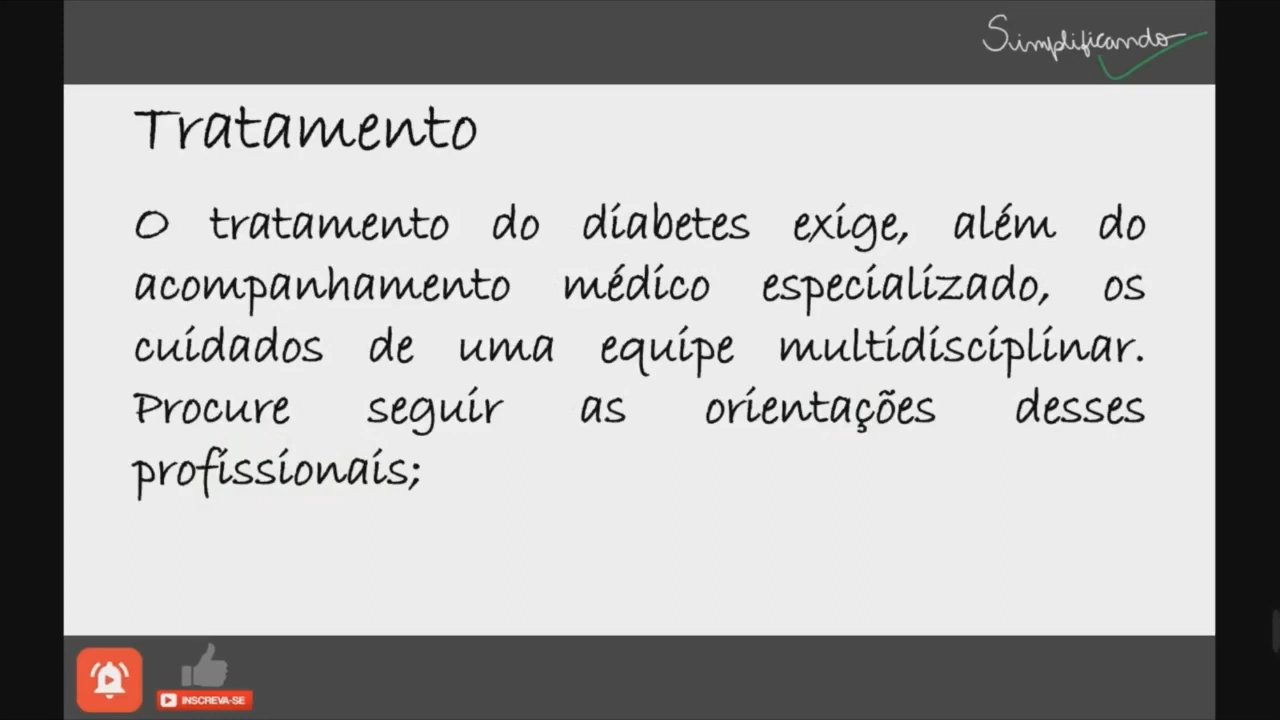 Simplificando
Tratamento
O tratamento do diabetes exige, além do
acompanhamento médico especializado, os
cuidados de uma equipe multidisciplinar.
Procure seguir as orientações desses
profissionais;
INSCREVA-SE